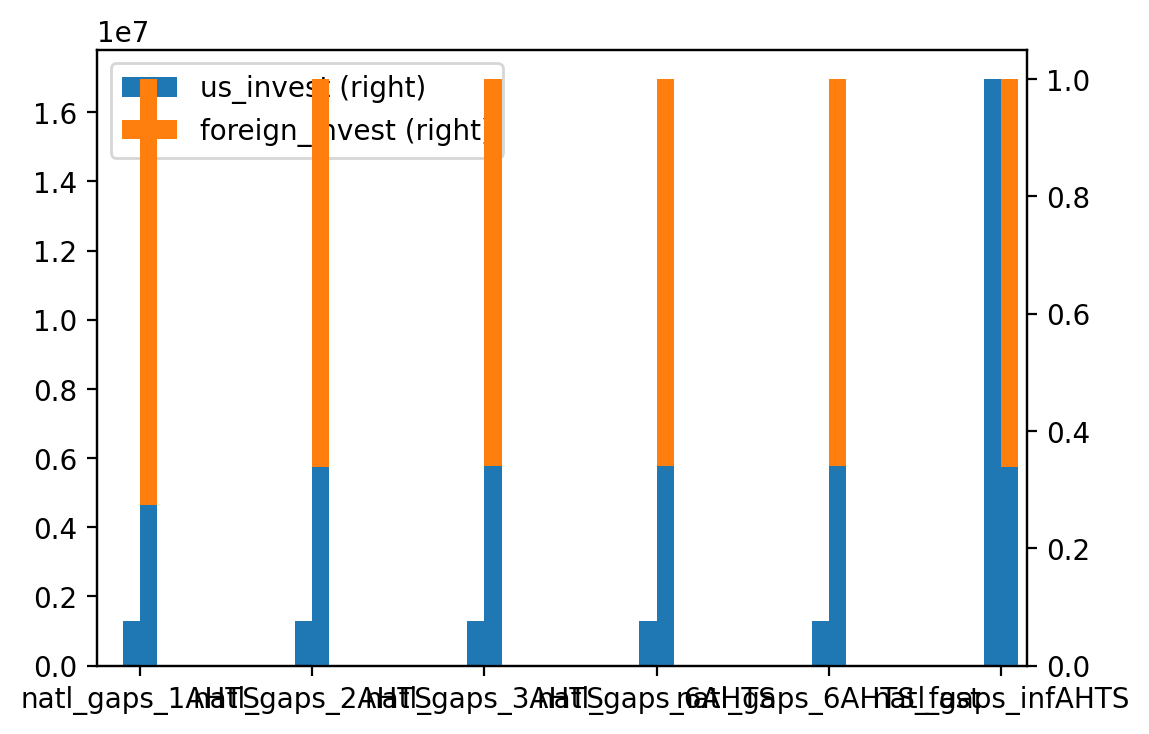 1e7
us_invest (right)
foreign_invest (right)
1.6
1.4
1.2
1.0
0.8
0.6
0.4
0.2
0.0
1.0
0.8
0.6
0.4
0.2
0.0
natl_gaps_1AHTS
natl_gaps_2AHTS
natl_gaps_3AHTS
natl_gaps_6AHTS
natl_gaps_6AHTS_fast
natl_gaps_infAHTS